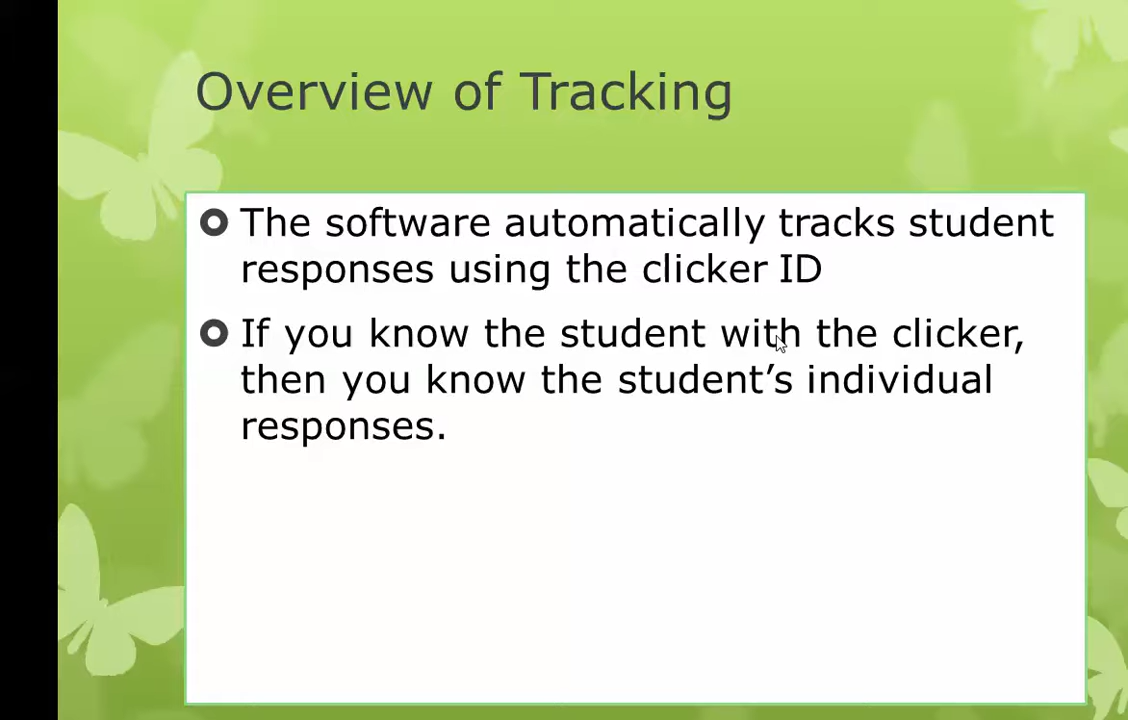 Overview of Tracking
The software automatically tracks student
responses using the clicker ID
If you know the student with the clicker,
then you know the student’s individual
responses.